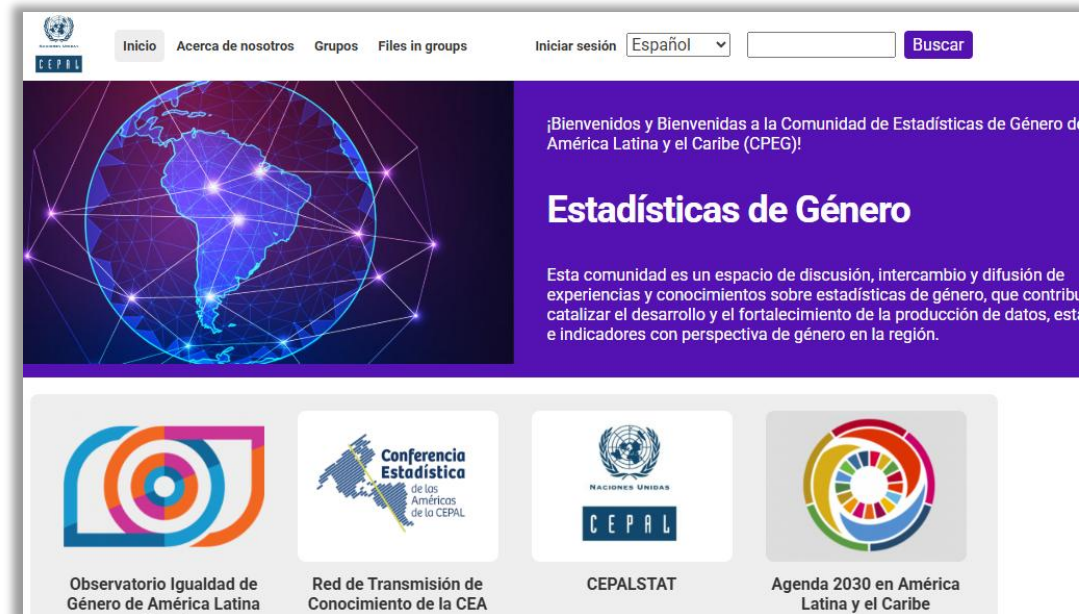 NACIONES UNIDAS
CEPAL
Inicio Acerca de nosotros Grupos Files in groups Iniciar sesión Español Buscar
¡Bienvenidos y Bienvenidas a la Comunidad de Estadísticas de Género de
América Latina y el Caribe (CPEG)!
Estadísticas de Género
Esta comunidad es un espacio de discusión, intercambio y difusión de
experiencias y conocimientos sobre estadísticas de género, que contribu
catalizar el desarrollo y el fortalecimiento de la producción de datos, est
e indicadores con perspectiva de género en la región.
Conferencia
Estadística
de las
Américas
de la CEPAL
NACIONES UNIDAS
CEPAL
Observatorio Igualdad de
Género de América Latina
Red de Transmisión de
Conocimiento de la CEA
CEPALSTAT
Agenda 2030 en América
Latina y el Caribe